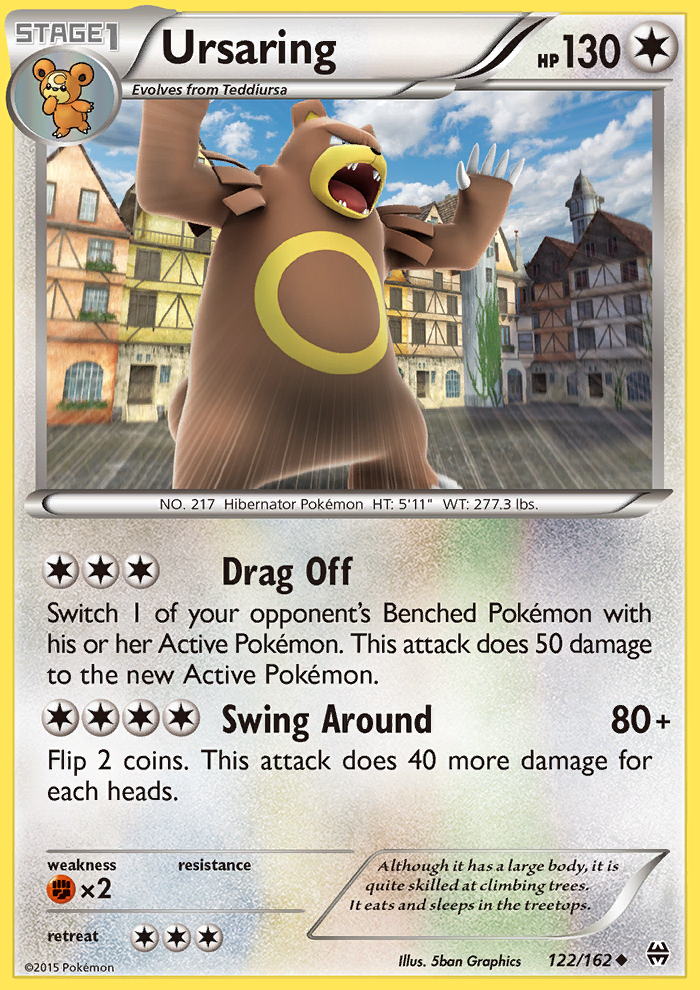 STAGE1
Ursaring
HP130
Evolves from Teddiursa
NO. 217 Hibernator Pokémon HT: 5'11" WT: 277.3 lbs.
Drag Off
Switch 1 of your opponent's Benched Pokémon with
his or her Active Pokémon. This attack does 50 damage
to the new Active Pokémon.
Swing Around 80+
Flip 2 coins. This attack does 40 more damage for
each heads.
weakness resistance
×2
Although it has a large body, it is
quite skilled at climbing trees.
It eats and sleeps in the treetops.
retreat
©2015 Pokémon
Illus. 5ban Graphics 122/162